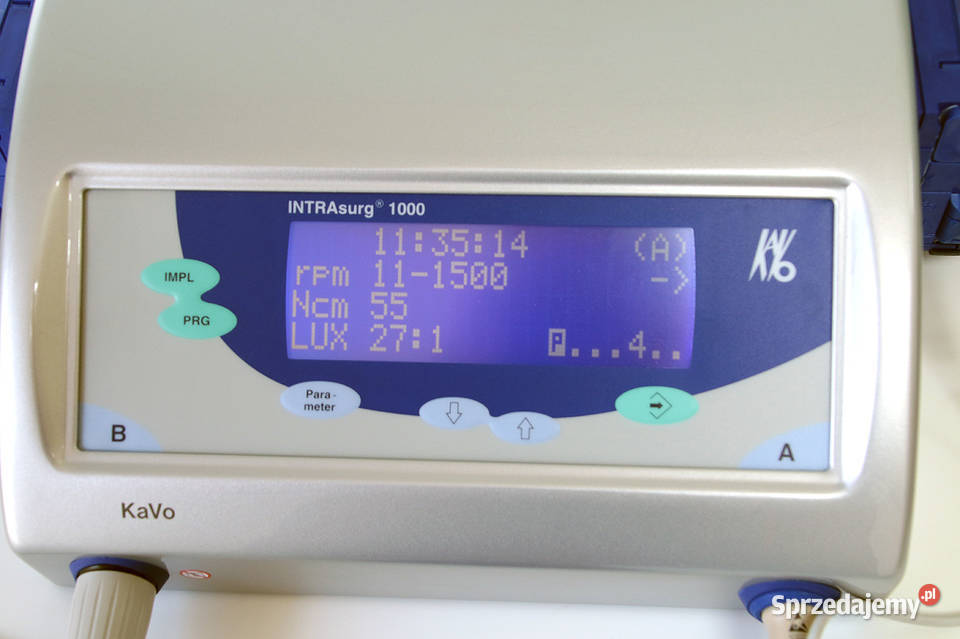 INTRAsurg® 1000
11:35:14 (A)
rpm 11-1500 ->
Ncm 55
LUX 27:1 P...4..
KAVO
IMPL
PRG
Para-
meter
B
A
KaVo
Sprzedajemy.pl